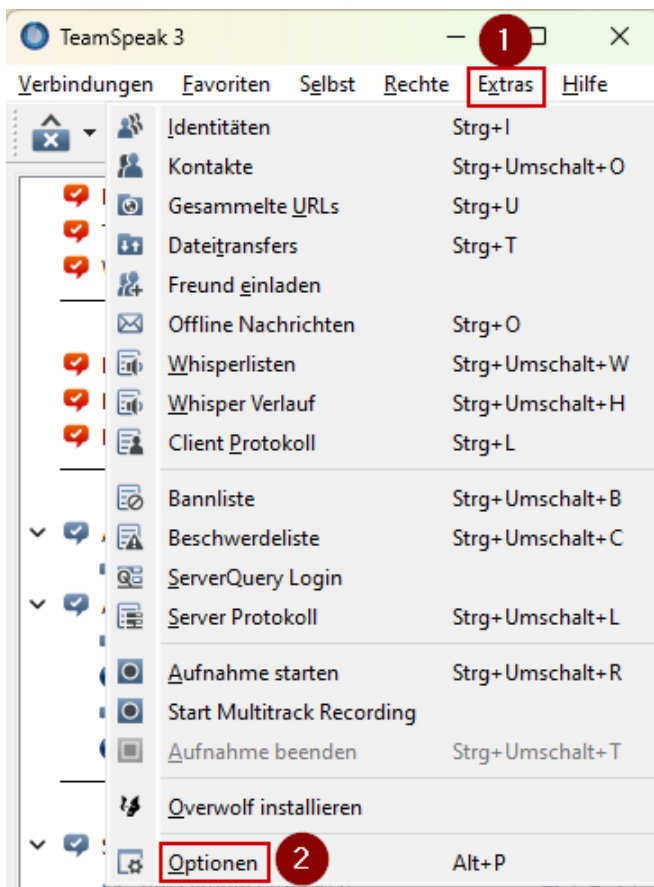 TeamSpeak 3
1
Verbindungen Favoriten Selbst Rechte Extras Hilfe
Identitäten Strg+I
Kontakte Strg+Umschalt+O
Gesammelte URLs Strg+U
Dateitransfers Strg+T
Freund einladen
Offline Nachrichten Strg+O
Whisperlisten Strg+Umschalt+W
Whisper Verlauf Strg+Umschalt+H
Client Protokoll Strg+L
Bannliste Strg+Umschalt+B
Beschwerdeliste Strg+Umschalt+C
ServerQuery Login
Server Protokoll Strg+Umschalt+L
Aufnahme starten Strg+Umschalt+R
Start Multitrack Recording
Aufnahme beenden Strg+Umschalt+T
Overwolf installieren
Optionen 2 Alt+P